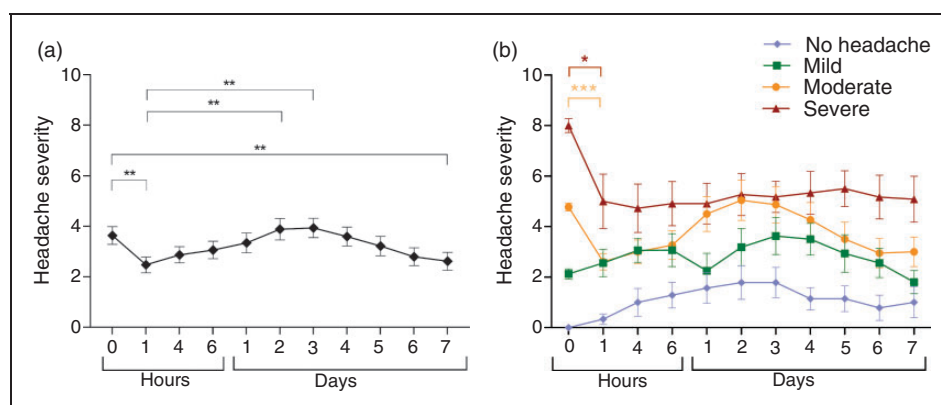 (a)
10
8
6
4
2
0
Headache severity
**
**
**
**
0 1 4 6 1 2 3 4 5 6 7
Hours Days
(b)
No headache
Mild
Moderate
Severe
10
8
6
4
2
0
Headache severity
*
***
0 1 4 6 1 2 3 4 5 6 7
Hours Days